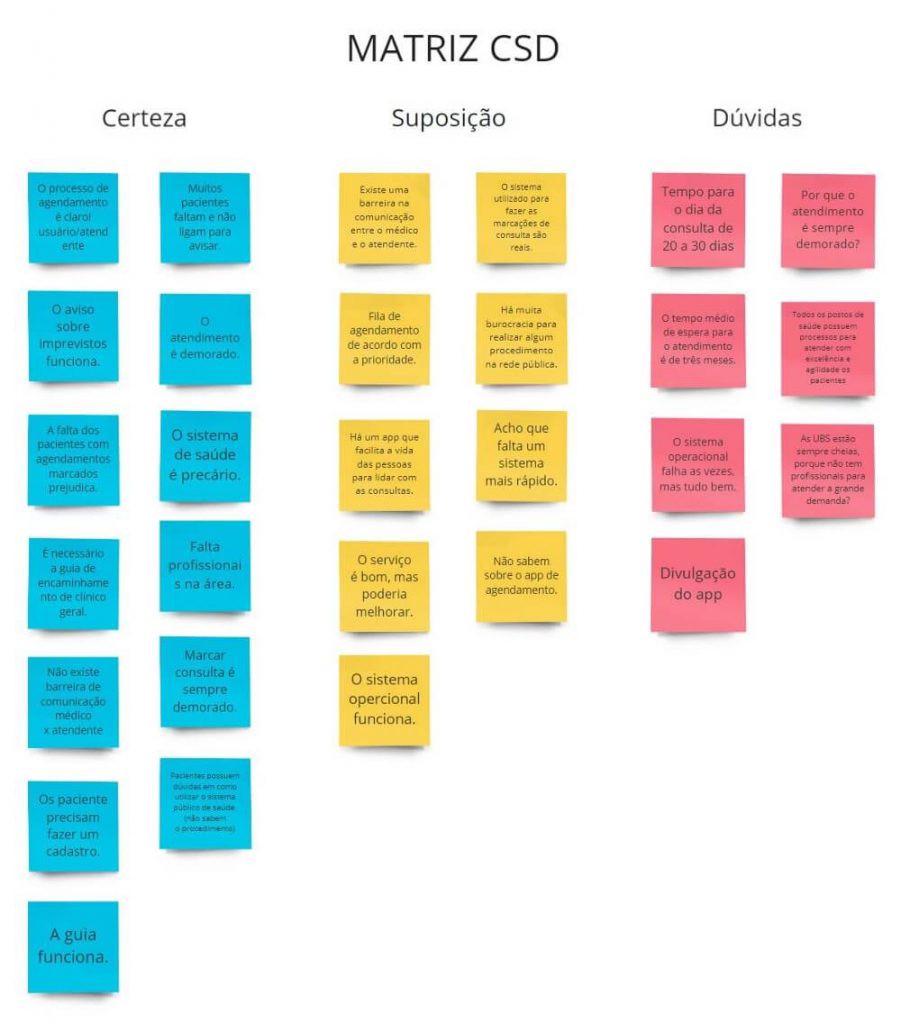 MATRIZ CSD
Certeza
O processo de
agendamento
é claro!
usuário/atend
ente
Muitos
pacientes
faltam e não
ligam para
avisar.
O aviso
sobre
imprevistos
funciona.
O
atendimento
é demorado.
A falta dos
pacientes com
agendamentos
marcados
prejudica.
O sistema
de saúde
é precário.
É necessário
a guia de
encaminhame
nto de clínico
geral.
Falta
profissionai
s na área.
Não existe
barreira de
comunicação
médico
x atendente
Marcar
consulta é
sempre
demorado.
Os paciente
precisam
fazer um
cadastro.
Pacientes possuem
dúvidas em como
utilizar o sistema
público de saúde.
(não sabem
o procedimento)
A guia
funciona.
Suposição
Existe uma
barreira na
comunicação
entre o médico
e o atendente.
O sistema
utilizado para
fazer as
marcações de
consulta são
reais.
Fila de
agendamento
de acordo com
a prioridade.
Há muita
burocracia para
realizar algum
procedimento
na rede pública.
Há um app que
facilita a vida
das pessoas
para lidar com
as consultas.
Acho que
falta um
sistema
mais rápido.
O serviço
é bom, mas
poderia
melhorar.
Não sabem
sobre o app de
agendamento.
O sistema
opercional
funciona.
Dúvidas
Tempo para
o dia da
consulta de
20 a 30 dias
Por que o
atendimento
é sempre
demorado?
O tempo médio
de espera para
o atendimento
é de três meses.
Todos os postos de
saúde possuem
processos para
atender com
excelência e
agilidade os
pacientes
O sistema
operacional
falha as vezes,
mas tudo bem.
As UBS estão
sempre cheias,
porque não tem
profissionais para
atender a grande
demanda?
Divulgação
do app